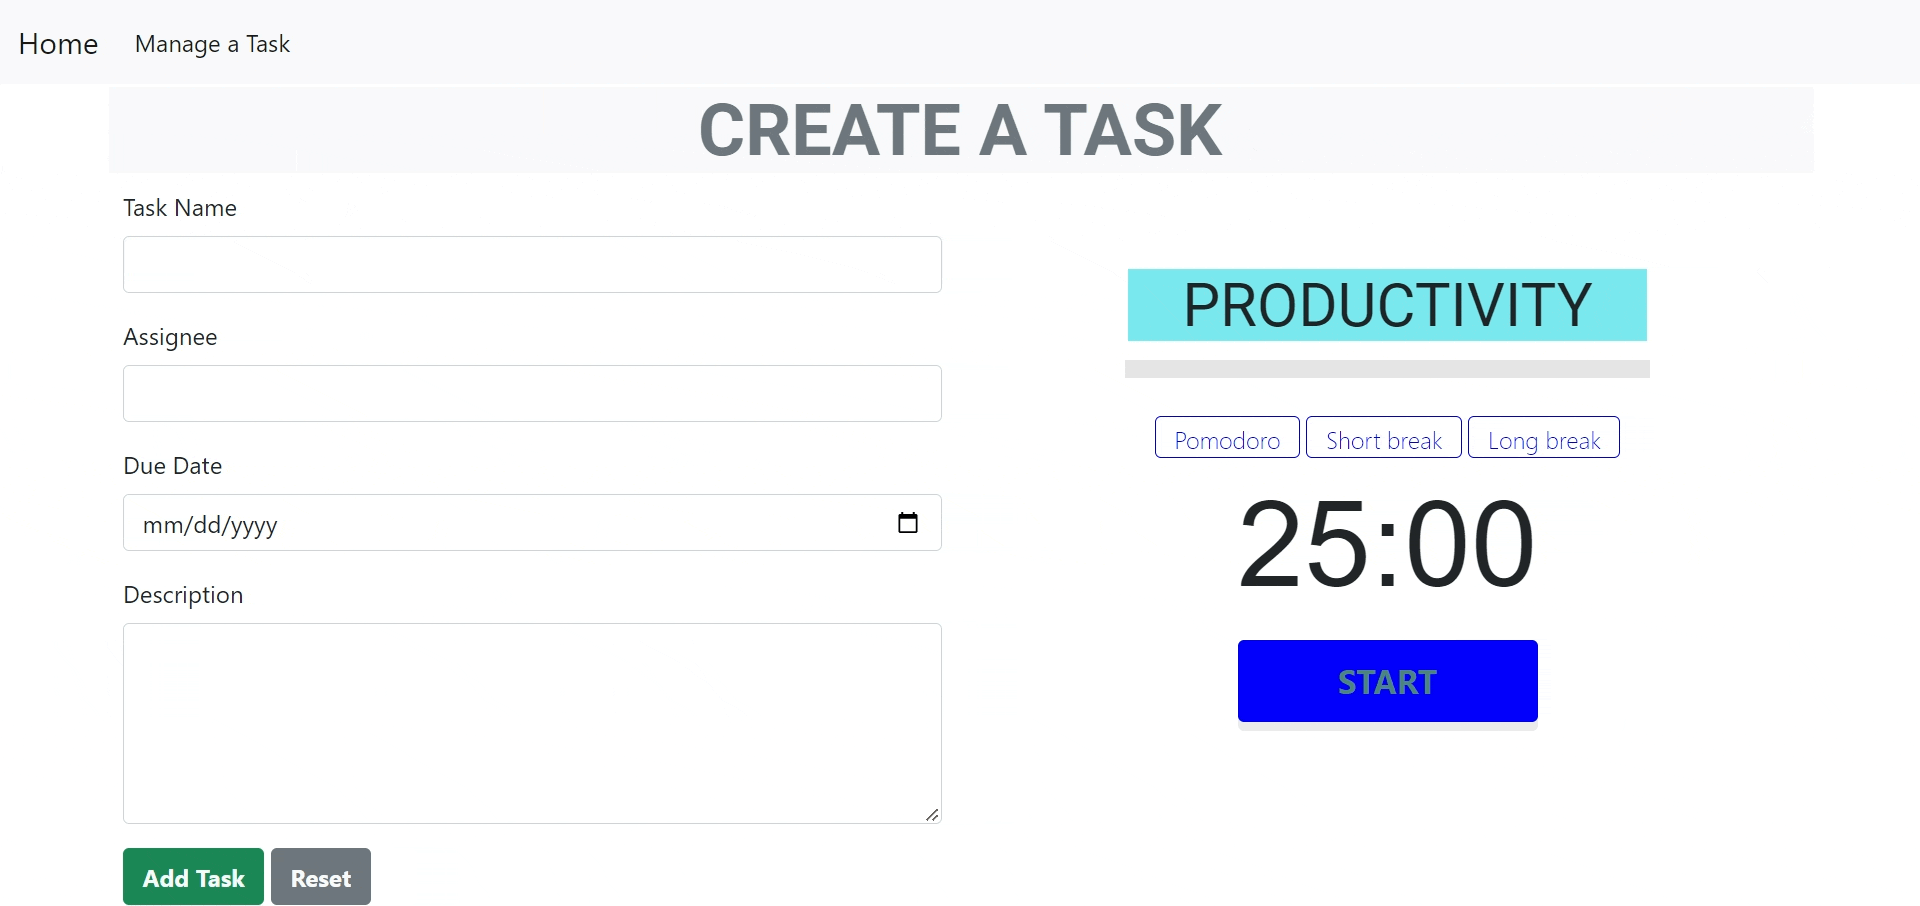 Home Manage a Task
CREATE A TASK
Task Name
Assignee
Due Date
mm/dd/yyyy
Description
Add Task Reset
PRODUCTIVITY
Pomodoro Short break Long break
25:00
START